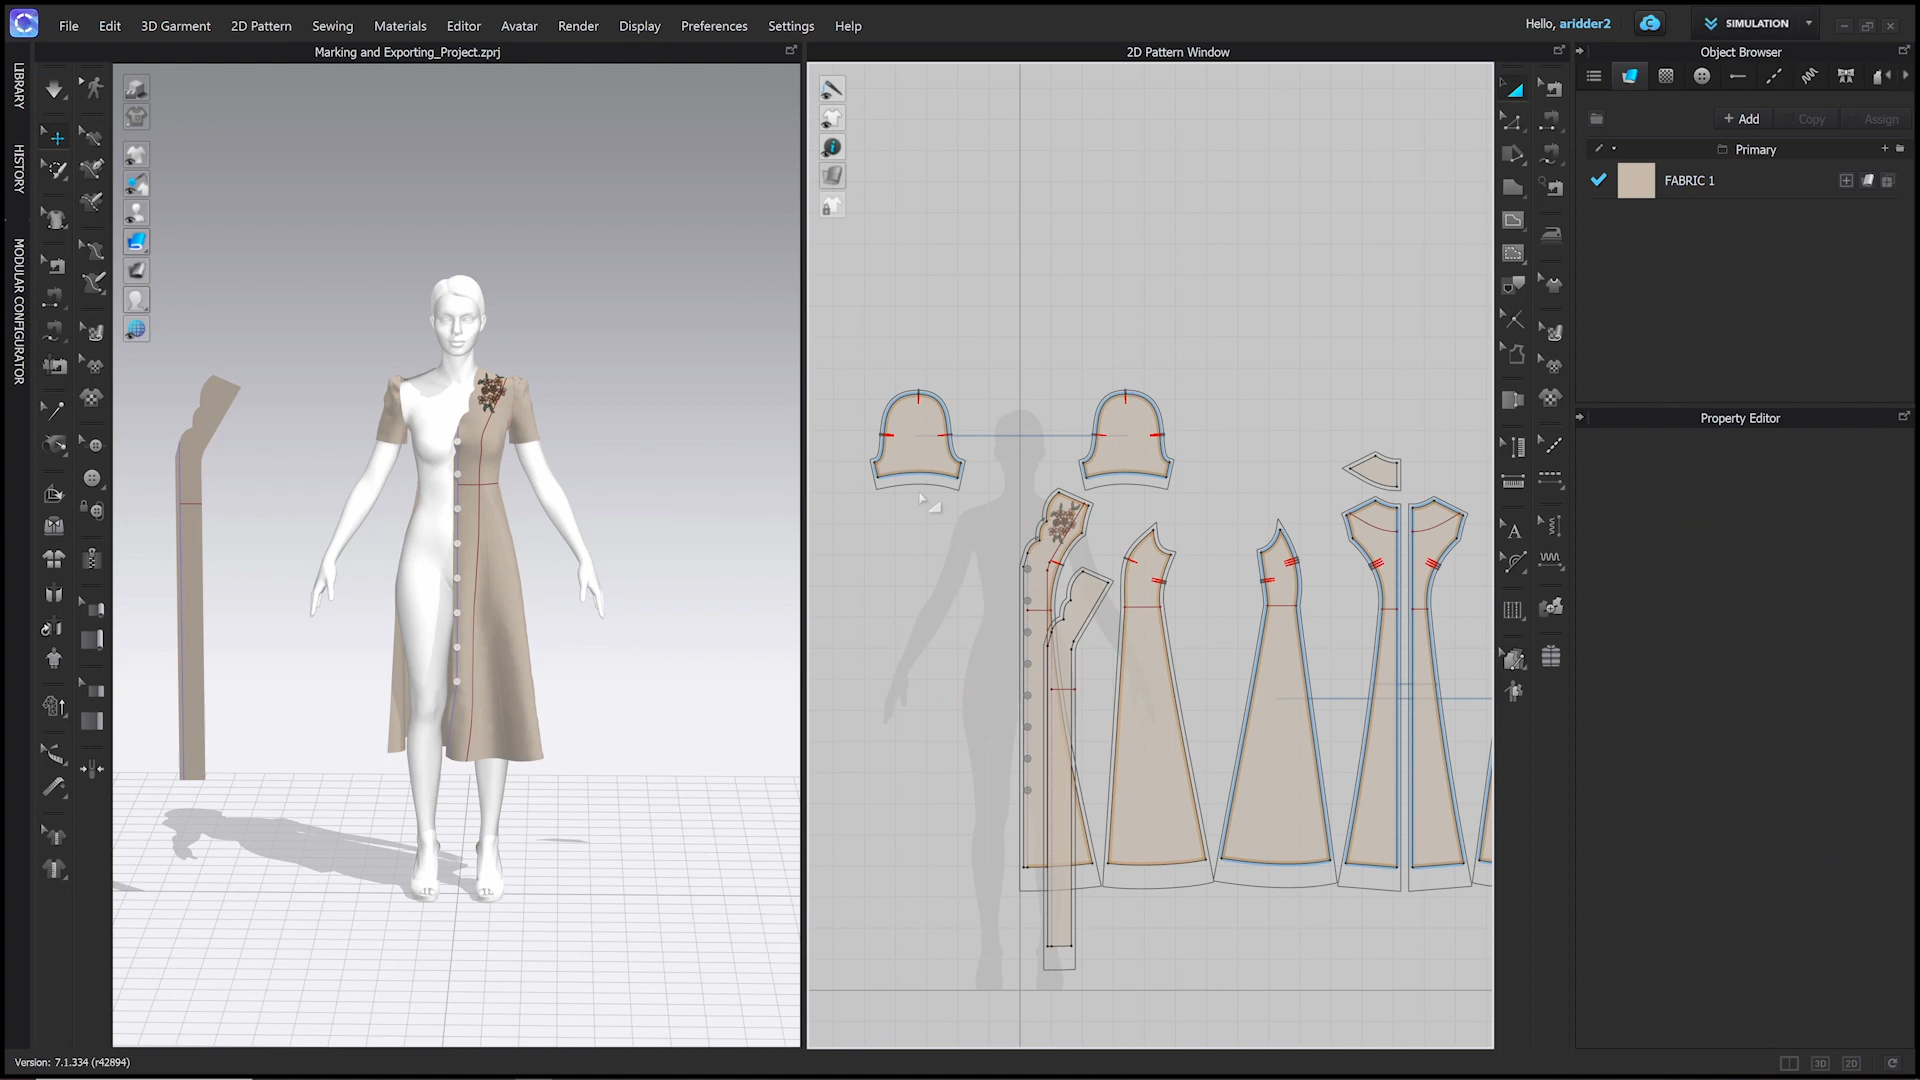 File Edit 3D Garment 2D Pattern Sewing Materials Editor Avatar Render Display Preferences Settings Help
Hello, aridder2
SIMULATION
Marking and Exporting_Project.zprj
2D Pattern Window
Object Browser
LIBRARY
HISTORY
MODULAR CONFIGURATOR
+ Add
Copy
Assign
Primary
FABRIC 1
Property Editor
A
Version: 7.1.334 (r42894)
3D
2D